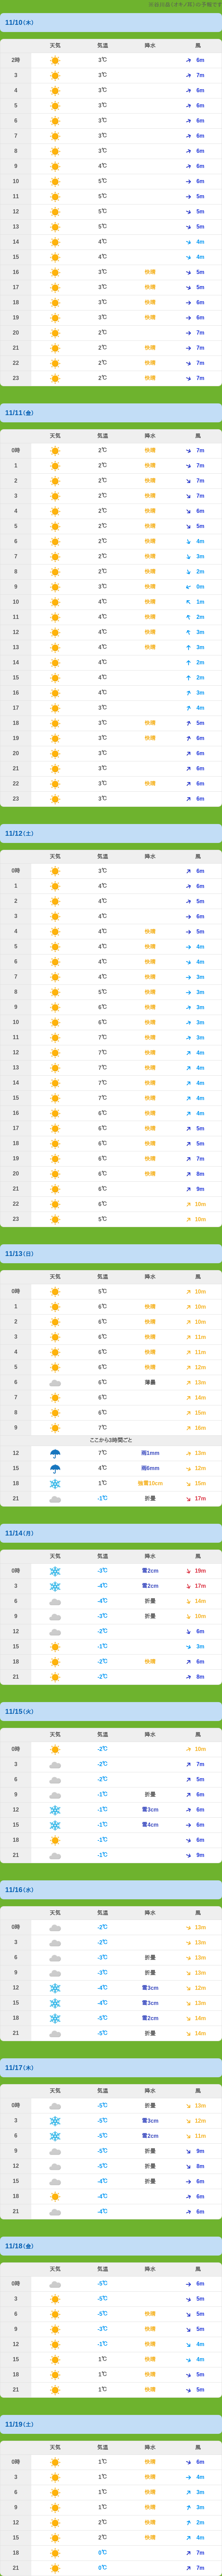 11/10(木)
天気 気温 降水 風
2時 3℃ 6m
3 3℃ 7m
4 3℃ 6m
5 3℃ 6m
6 3℃ 6m
7 3℃ 6m
8 3℃ 6m
9 4℃ 6m
10 5℃ 6m
11 5℃ 5m
12 5℃ 5m
13 5℃ 5m
14 4℃ 4m
15 4℃ 4m
16 3℃ 快晴 5m
17 3℃ 快晴 5m
18 3℃ 快晴 6m
19 3℃ 快晴 6m
20 2℃ 7m
21 2℃ 快晴 7m
22 2℃ 快晴 7m
23 2℃ 快晴 7m
11/11(金)
天気 気温 降水 風
0時 2℃ 快晴 7m
1 2℃ 快晴 7m
2 2℃ 快晴 7m
3 2℃ 快晴 7m
4 2℃ 快晴 6m
5 2℃ 快晴 5m
6 2℃ 快晴 4m
7 2℃ 快晴 3m
8 2℃ 快晴 2m
9 3℃ 快晴 0m
10 4℃ 快晴 1m
11 4℃ 快晴 2m
12 4℃ 快晴 3m
13 4℃ 快晴 3m
14 4℃ 2m
15 4℃ 2m
16 4℃ 3m
17 3℃ 4m
18 3℃ 快晴 5m
19 3℃ 快晴 6m
20 3℃ 6m
21 3℃ 6m
22 3℃ 快晴 6m
23 3℃ 6m
11/12(土)
天気 気温 降水 風
0時 3℃ 6m
1 4℃ 6m
2 4℃ 5m
3 4℃ 6m
4 4℃ 快晴 5m
5 4℃ 快晴 4m
6 4℃ 快晴 4m
7 4℃ 快晴 3m
8 5℃ 快晴 3m
9 6℃ 快晴 3m
10 6℃ 快晴 3m
11 7℃ 快晴 3m
12 7℃ 快晴 4m
13 7℃ 快晴 4m
14 7℃ 快晴 4m
15 7℃ 快晴 4m
16 6℃ 快晴 4m
17 6℃ 快晴 5m
18 6℃ 快晴 5m
19 6℃ 快晴 7m
20 6℃ 快晴 8m
21 6℃ 9m
22 6℃ 10m
23 5℃ 10m
11/13(日)
天気 気温 降水 風
0時 5℃ 10m
1 6℃ 快晴 10m
2 6℃ 快晴 10m
3 6℃ 快晴 11m
4 6℃ 快晴 11m
5 6℃ 快晴 12m
6 6℃ 薄曇 13m
7 6℃ 14m
8 6℃ 15m
9 7℃ 16m
ここから3時間ごと
12 7℃ 雨1mm 13m
15 4℃ 雨6mm 12m
18 1℃ 15m
21 -1℃ 折曇 17m
11/14(月)
天気 気温 降水 風
0時 -3℃ 雪2cm 19m
3 -4℃ 雪2cm 17m
6 -4℃ 折曇 14m
9 -3℃ 折曇 10m
12 -2℃ 6m
15 -1℃ 3m
18 -2℃ 快晴 6m
21 -2℃ 8m
11/15(火)
天気 気温 降水 風
0時 -2℃ 10m
3 -2℃ 7m
6 -2℃ 5m
9 -1℃ 折曇 6m
12 -1℃ 雪3cm 6m
15 -1℃ 雪4cm 6m
18 -1℃ 6m
21 -1℃ 9m
11/16(水)
天気 気温 降水 風
0時 -2℃ 13m
3 -2℃ 13m
6 -3℃ 折曇 13m
9 -3℃ 折曇 13m
12 -4℃ 雪3cm 12m
15 -4℃ 雪3cm 13m
18 -5℃ 雪2cm 14m
21 -5℃ 折曇 14m
11/17(木)
天気 気温 降水 風
0時 -5℃ 折曇 13m
3 -5℃ 雪3cm 12m
6 -5℃ 雪2cm 11m
9 -5℃ 折曇 9m
12 -5℃ 折曇 8m
15 -4℃ 折曇 6m
18 -4℃ 6m
21 -4℃ 6m
11/18(金)
天気 気温 降水 風
0時 -5℃ 6m
3 -5℃ 5m
6 -5℃ 快晴 5m
9 -3℃ 快晴 5m
12 -1℃ 快晴 4m
15 1℃ 快晴 4m
18 1℃ 快晴 5m
21 1℃ 快晴 5m
11/19(土)
天気 気温 降水 風
0時 1℃ 快晴 6m
3 1℃ 快晴 4m
6 1℃ 快晴 3m
9 1℃ 快晴 3m
12 2℃ 快晴 2m
15 2℃ 快晴 4m
18 0℃ 7m
21 0℃ 7m